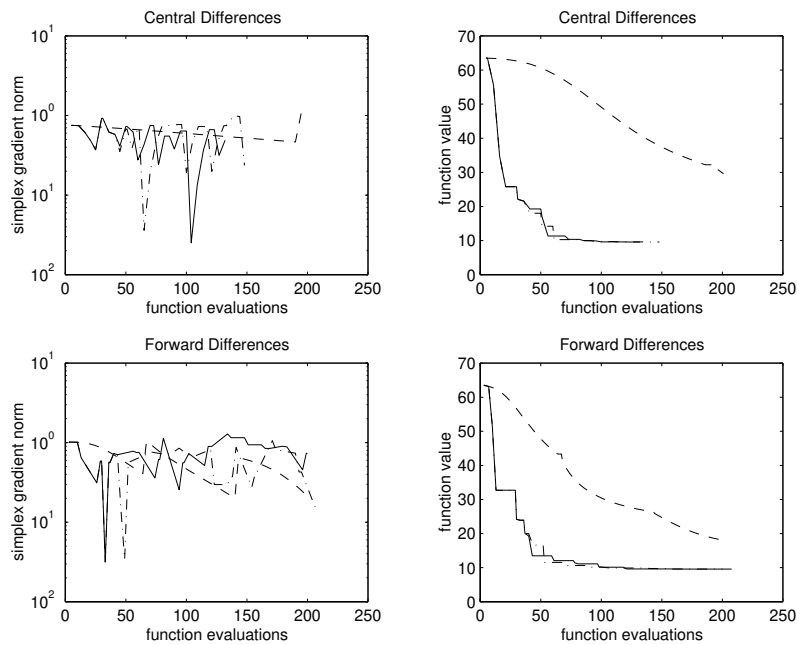 Central Differences
10^1
10^0
10^1
10^2
simplex gradient norm
0 50 100 150 200 250
function evaluations
Central Differences
70
60
50
40
30
20
10
0
function value
0 50 100 150 200 250
function evaluations
Forward Differences
10^1
10^0
10^1
10^2
simplex gradient norm
0 50 100 150 200 250
function evaluations
Forward Differences
70
60
50
40
30
20
10
0
function value
0 50 100 150 200 250
function evaluations